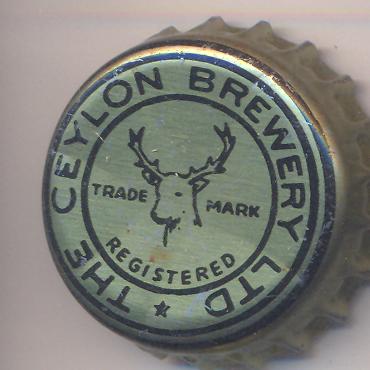 THE CEYLON BREWERY LTD
TRADE MARK
REGISTERED